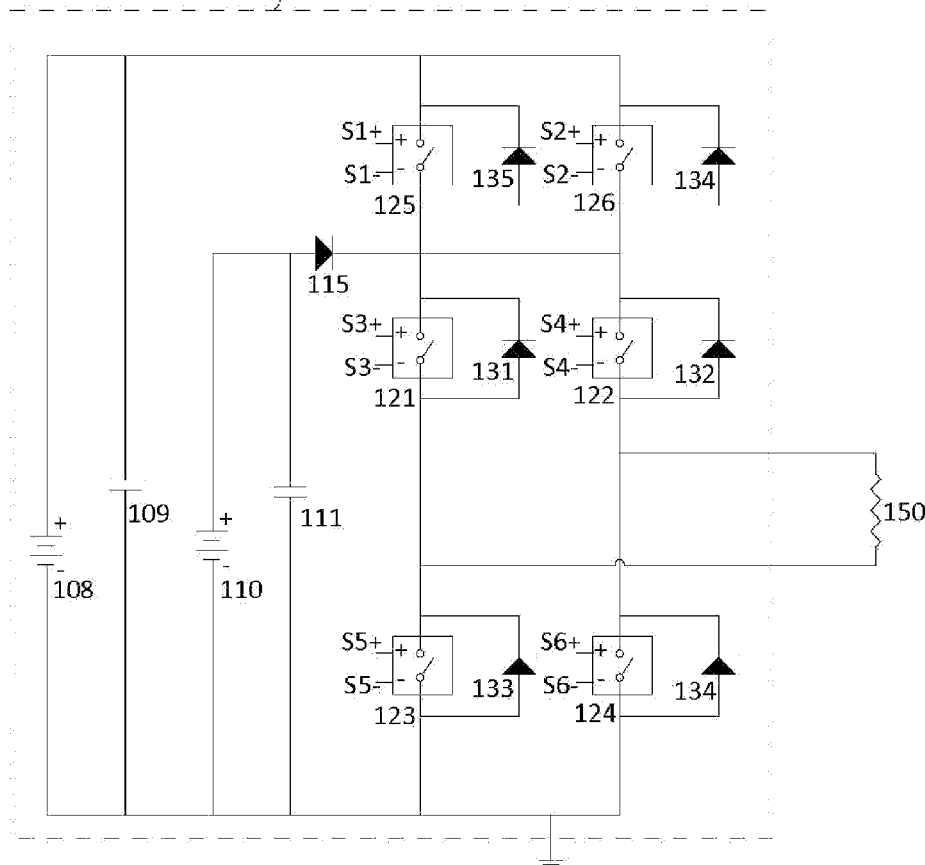 S1+ + S2+ +
S1- - S2- -
135 134
125 126
115
S3+ + S4+ +
S3- - S4- -
131 132
121 122
109 111 150
+ +
- -
108 110
S5+ + S6+ +
S5- - S6- -
133 134
123 124